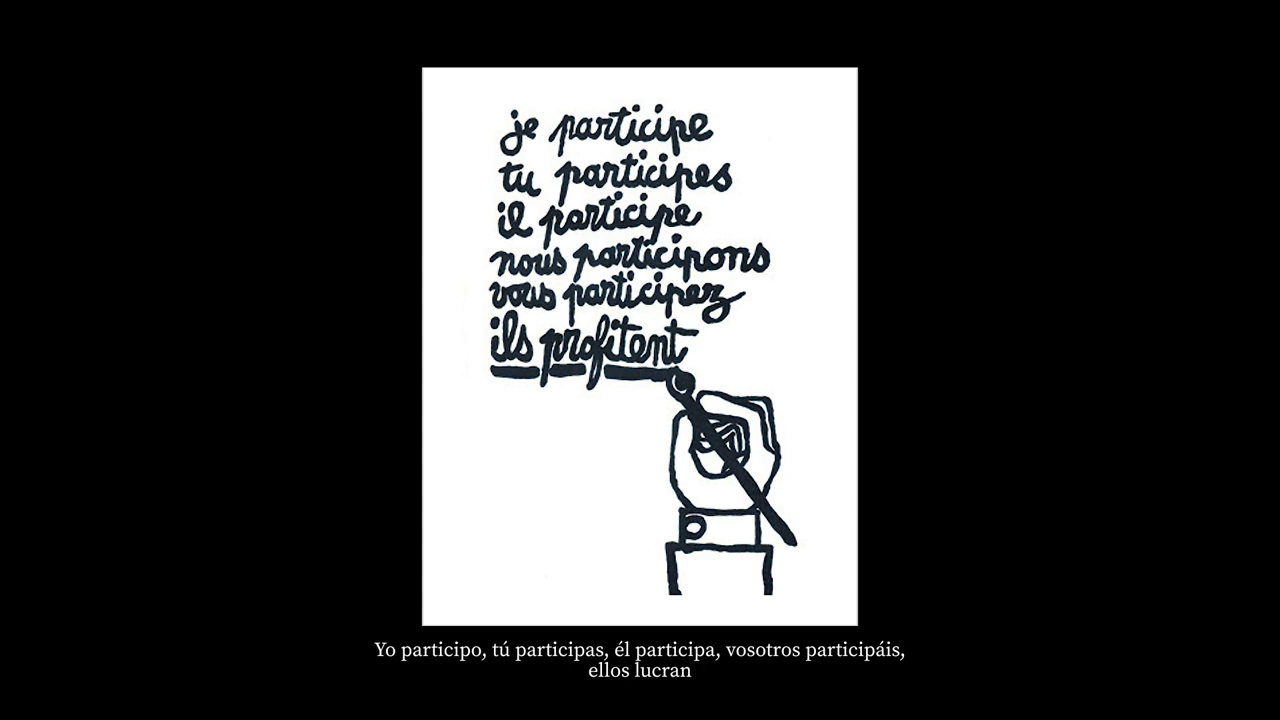 je participe
tu participes
il participe
nous participons
vous participez
ils profitent
Yo participo, tú participas, él participa, vosotros participáis,
ellos lucran